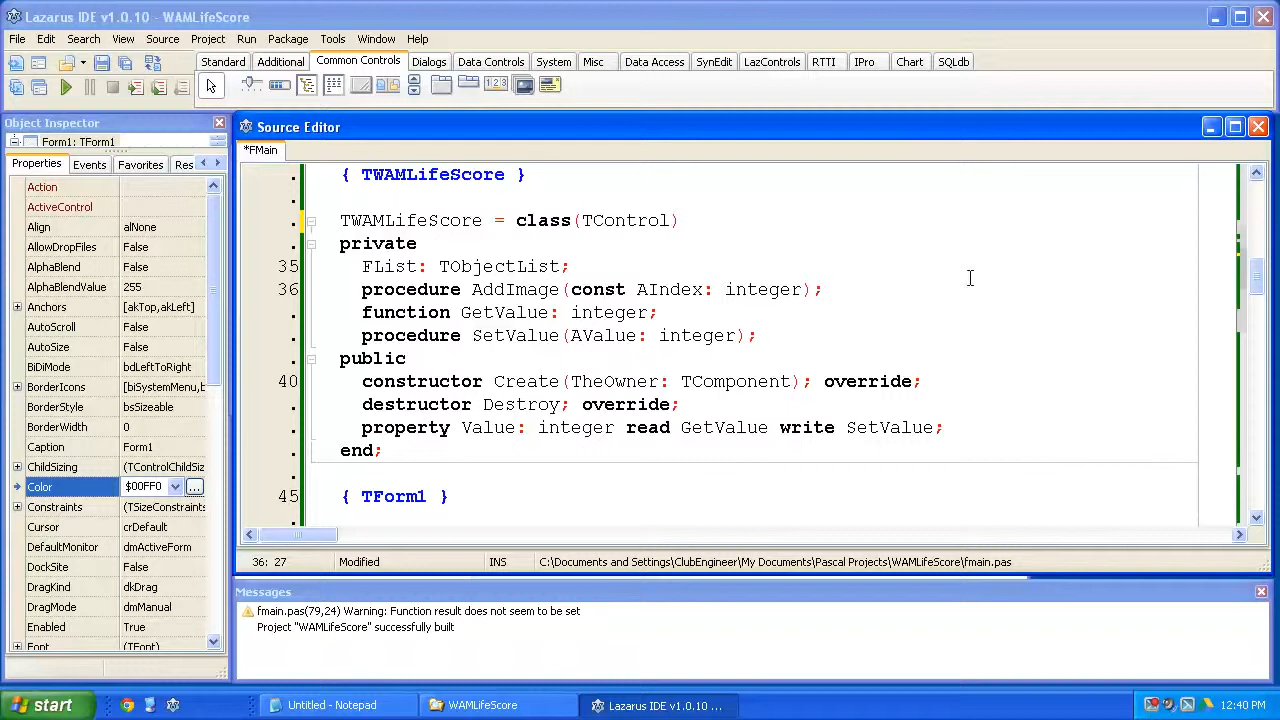 Lazarus IDE v1.0.10 - WAMLifeScore
File Edit Search View Source Project Run Package Tools Window Help
Standard Additional Common Controls Dialogs Data Controls System Misc Data Access SynEdit LazControls RTTI IPro Chart SQLdb
Object Inspector
Form1: TForm1
Properties Events Favorites Res
Action
ActiveControl
Align alNone
AllowDropFiles False
AlphaBlend False
AlphaBlendValue 255
Anchors [akTop,akLeft]
AutoScroll False
AutoSize False
BiDiMode bdLeftToRight
BorderIcons [biSystemMenu,b
BorderStyle bsSizeable
BorderWidth 0
Caption Form1
ChildSizing (TControlChildSiz
Color $00FF0 ...
Constraints (TSizeConstraints
Cursor crDefault
DefaultMonitor dmActiveForm
DockSite False
DragKind dkDrag
DragMode dmManual
Enabled True
Font (TFont)
Source Editor
*FMain
{ TWAMLifeScore }
TWAMLifeScore = class(TControl)
private
35 FList: TObjectList;
36 procedure AddImage(const AIndex: integer);
function GetValue: integer;
procedure SetValue(AValue: integer);
public
40 constructor Create(TheOwner: TComponent); override;
destructor Destroy; override;
property Value: integer read GetValue write SetValue;
end;
45 { TForm1 }
36: 27 Modified INS C:\Documents and Settings\ClubEngineer\My Documents\Pascal Projects\WAMLifeScore\fmain.pas
Messages
fmain.pas(79,24) Warning: Function result does not seem to be set
Project "WAMLifeScore" successfully built
start Untitled - Notepad WAMLifeScore Lazarus IDE v1.0.10 ... 12:40 PM